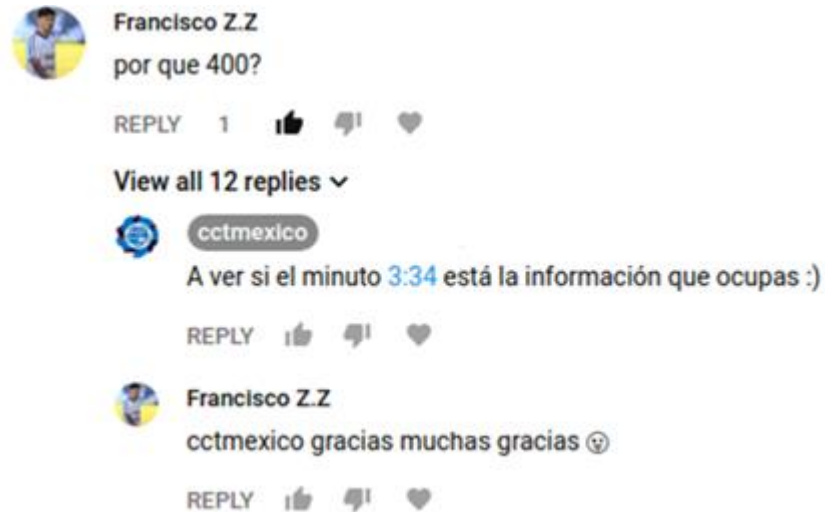 Francisco Z.Z
por que 400?
REPLY 1
View all 12 replies
cctmexico
A ver si el minuto 3:34 está la información que ocupas :)
REPLY
Francisco Z.Z
cctmexico gracias muchas gracias 😮
REPLY